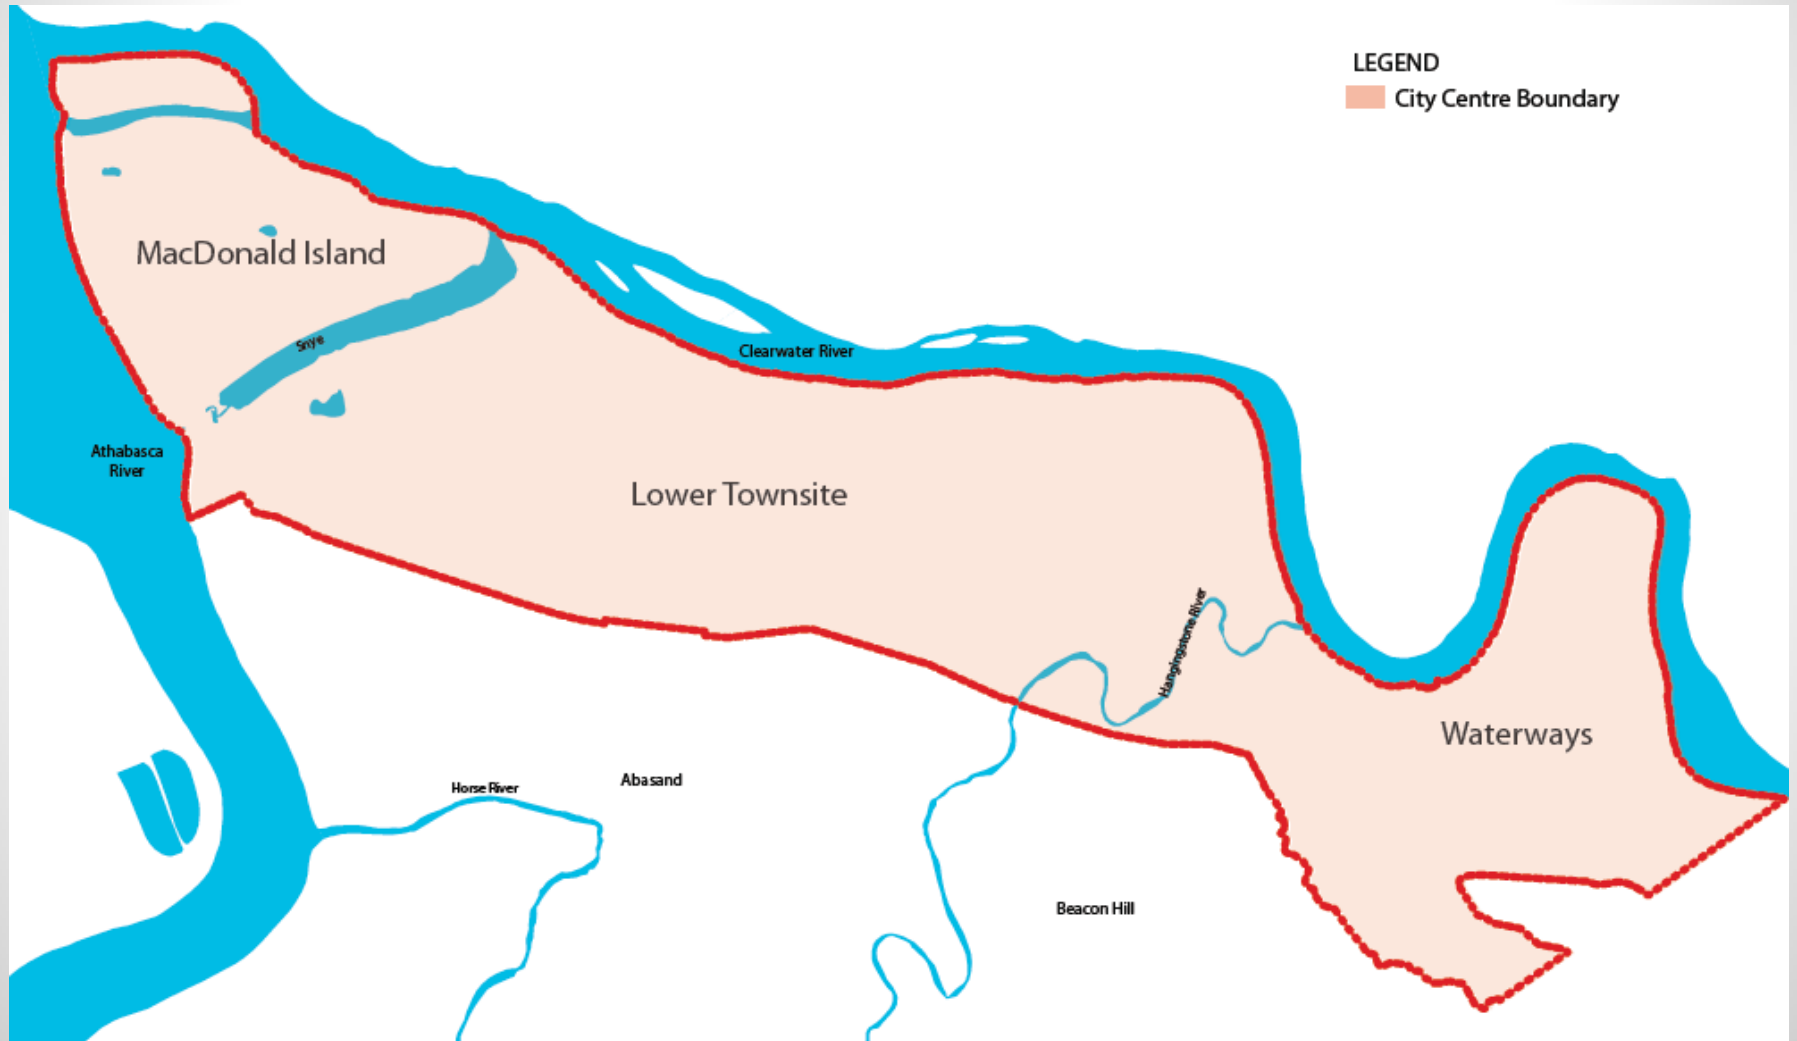 LEGEND
City Centre Boundary
MacDonald Island
Snye
Clearwater River
Athabasca
River
Lower Townsite
Hangingstone River
Waterways
Horse River
Abasand
Beacon Hill